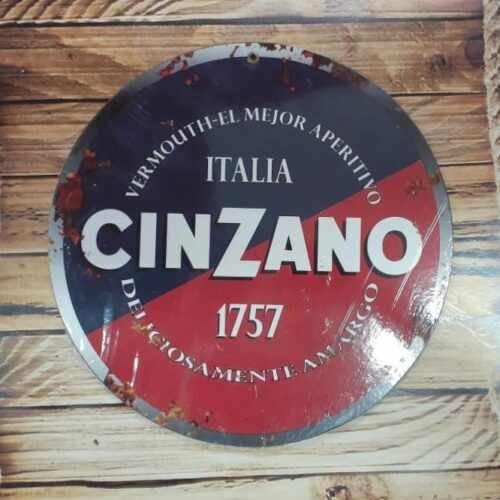 VERMOUTH-EL MEJOR APERITIVO
ITALIA
CINZANO
1757
DELICIOSAMENTE AMARGO